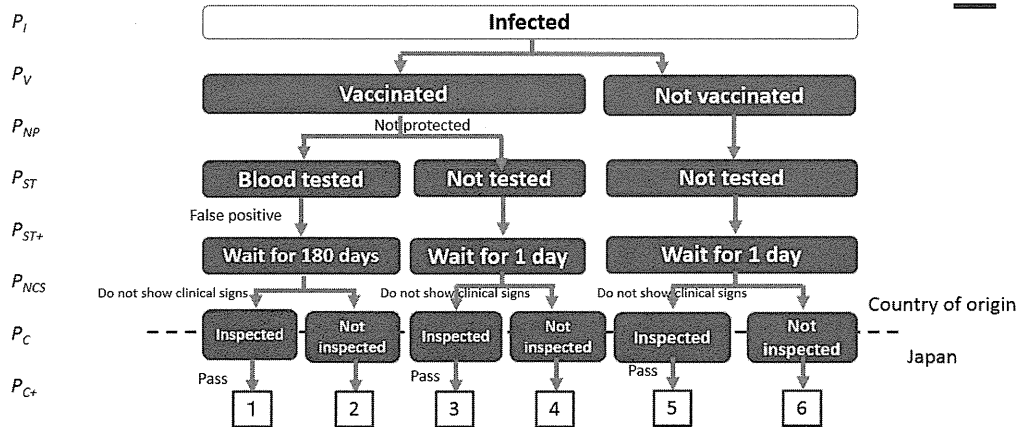 P_I
Infected
P_V
Vaccinated
Not vaccinated
P_NP
Not protected
P_ST
Blood tested
Not tested
Not tested
False positive
P_ST+
Wait for 180 days
Wait for 1 day
Wait for 1 day
P_NCS
Do not show clinical signs
Do not show clinical signs
Do not show clinical signs
Country of origin
P_C
Inspected
Not
inspected
Inspected
Not
inspected
Inspected
Not
inspected
Japan
P_C+
Pass
Pass
Pass
1
2
3
4
5
6